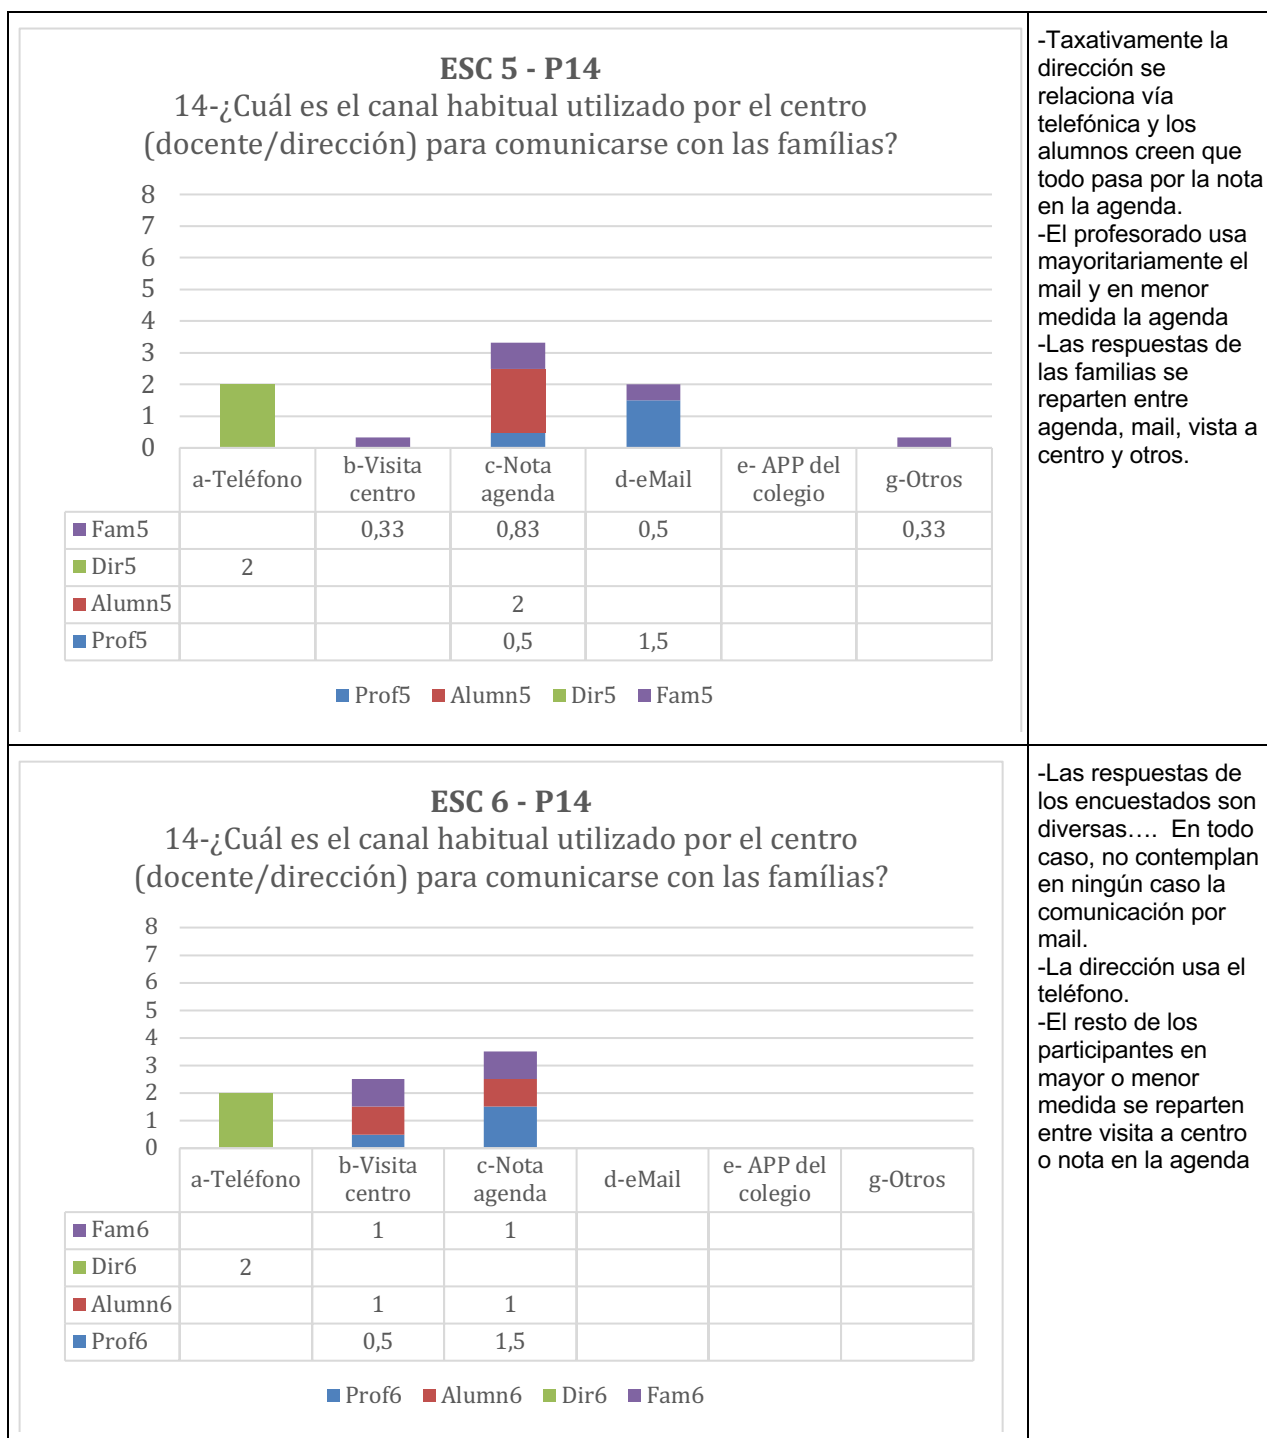 ESC 5 - P14
14-¿Cuál es el canal habitual utilizado por el centro
(docente/dirección) para comunicarse con las famílias?
8
7
6
5
4
3
2
1
0
a-Teléfono b-Visita centro c-Nota agenda d-eMail e- APP del colegio g-Otros
Fam5 0,33 0,83 0,5 0,33
Dir5 2
Alumn5 2
Prof5 0,5 1,5
Prof5 Alumn5 Dir5 Fam5
-Taxativamente la
dirección se
relaciona vía
telefónica y los
alumnos creen que
todo pasa por la nota
en la agenda.
-El profesorado usa
mayoritariamente el
mail y en menor
medida la agenda
-Las respuestas de
las familias se
reparten entre
agenda, mail, vista a
centro y otros.
ESC 6 - P14
14-¿Cuál es el canal habitual utilizado por el centro
(docente/dirección) para comunicarse con las famílias?
8
7
6
5
4
3
2
1
0
a-Teléfono b-Visita centro c-Nota agenda d-eMail e- APP del colegio g-Otros
Fam6 1 1
Dir6 2
Alumn6 1 1
Prof6 0,5 1,5
Prof6 Alumn6 Dir6 Fam6
-Las respuestas de
los encuestados son
diversas…. En todo
caso, no contemplan
en ningún caso la
comunicación por
mail.
-La dirección usa el
teléfono.
-El resto de los
participantes en
mayor o menor
medida se reparten
entre visita a centro
o nota en la agenda